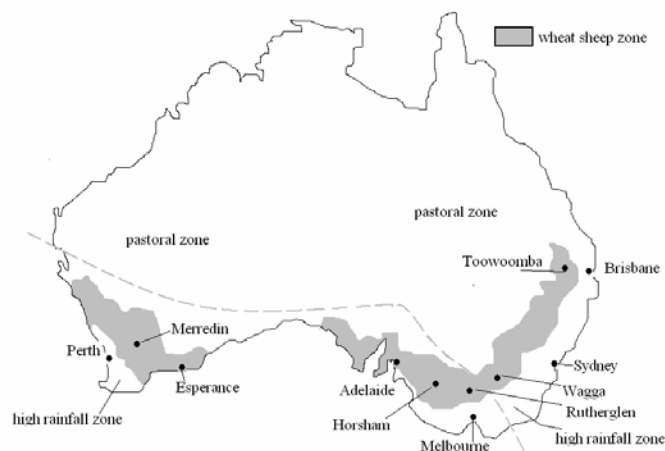 wheat sheep zone
pastoral zone
pastoral zone
Toowoomba
Brisbane
Merredin
Perth
Sydney
Esperance
Adelaide
Wagga
high rainfall zone
Horsham
Rutherglen
high rainfall zone
Melbourne